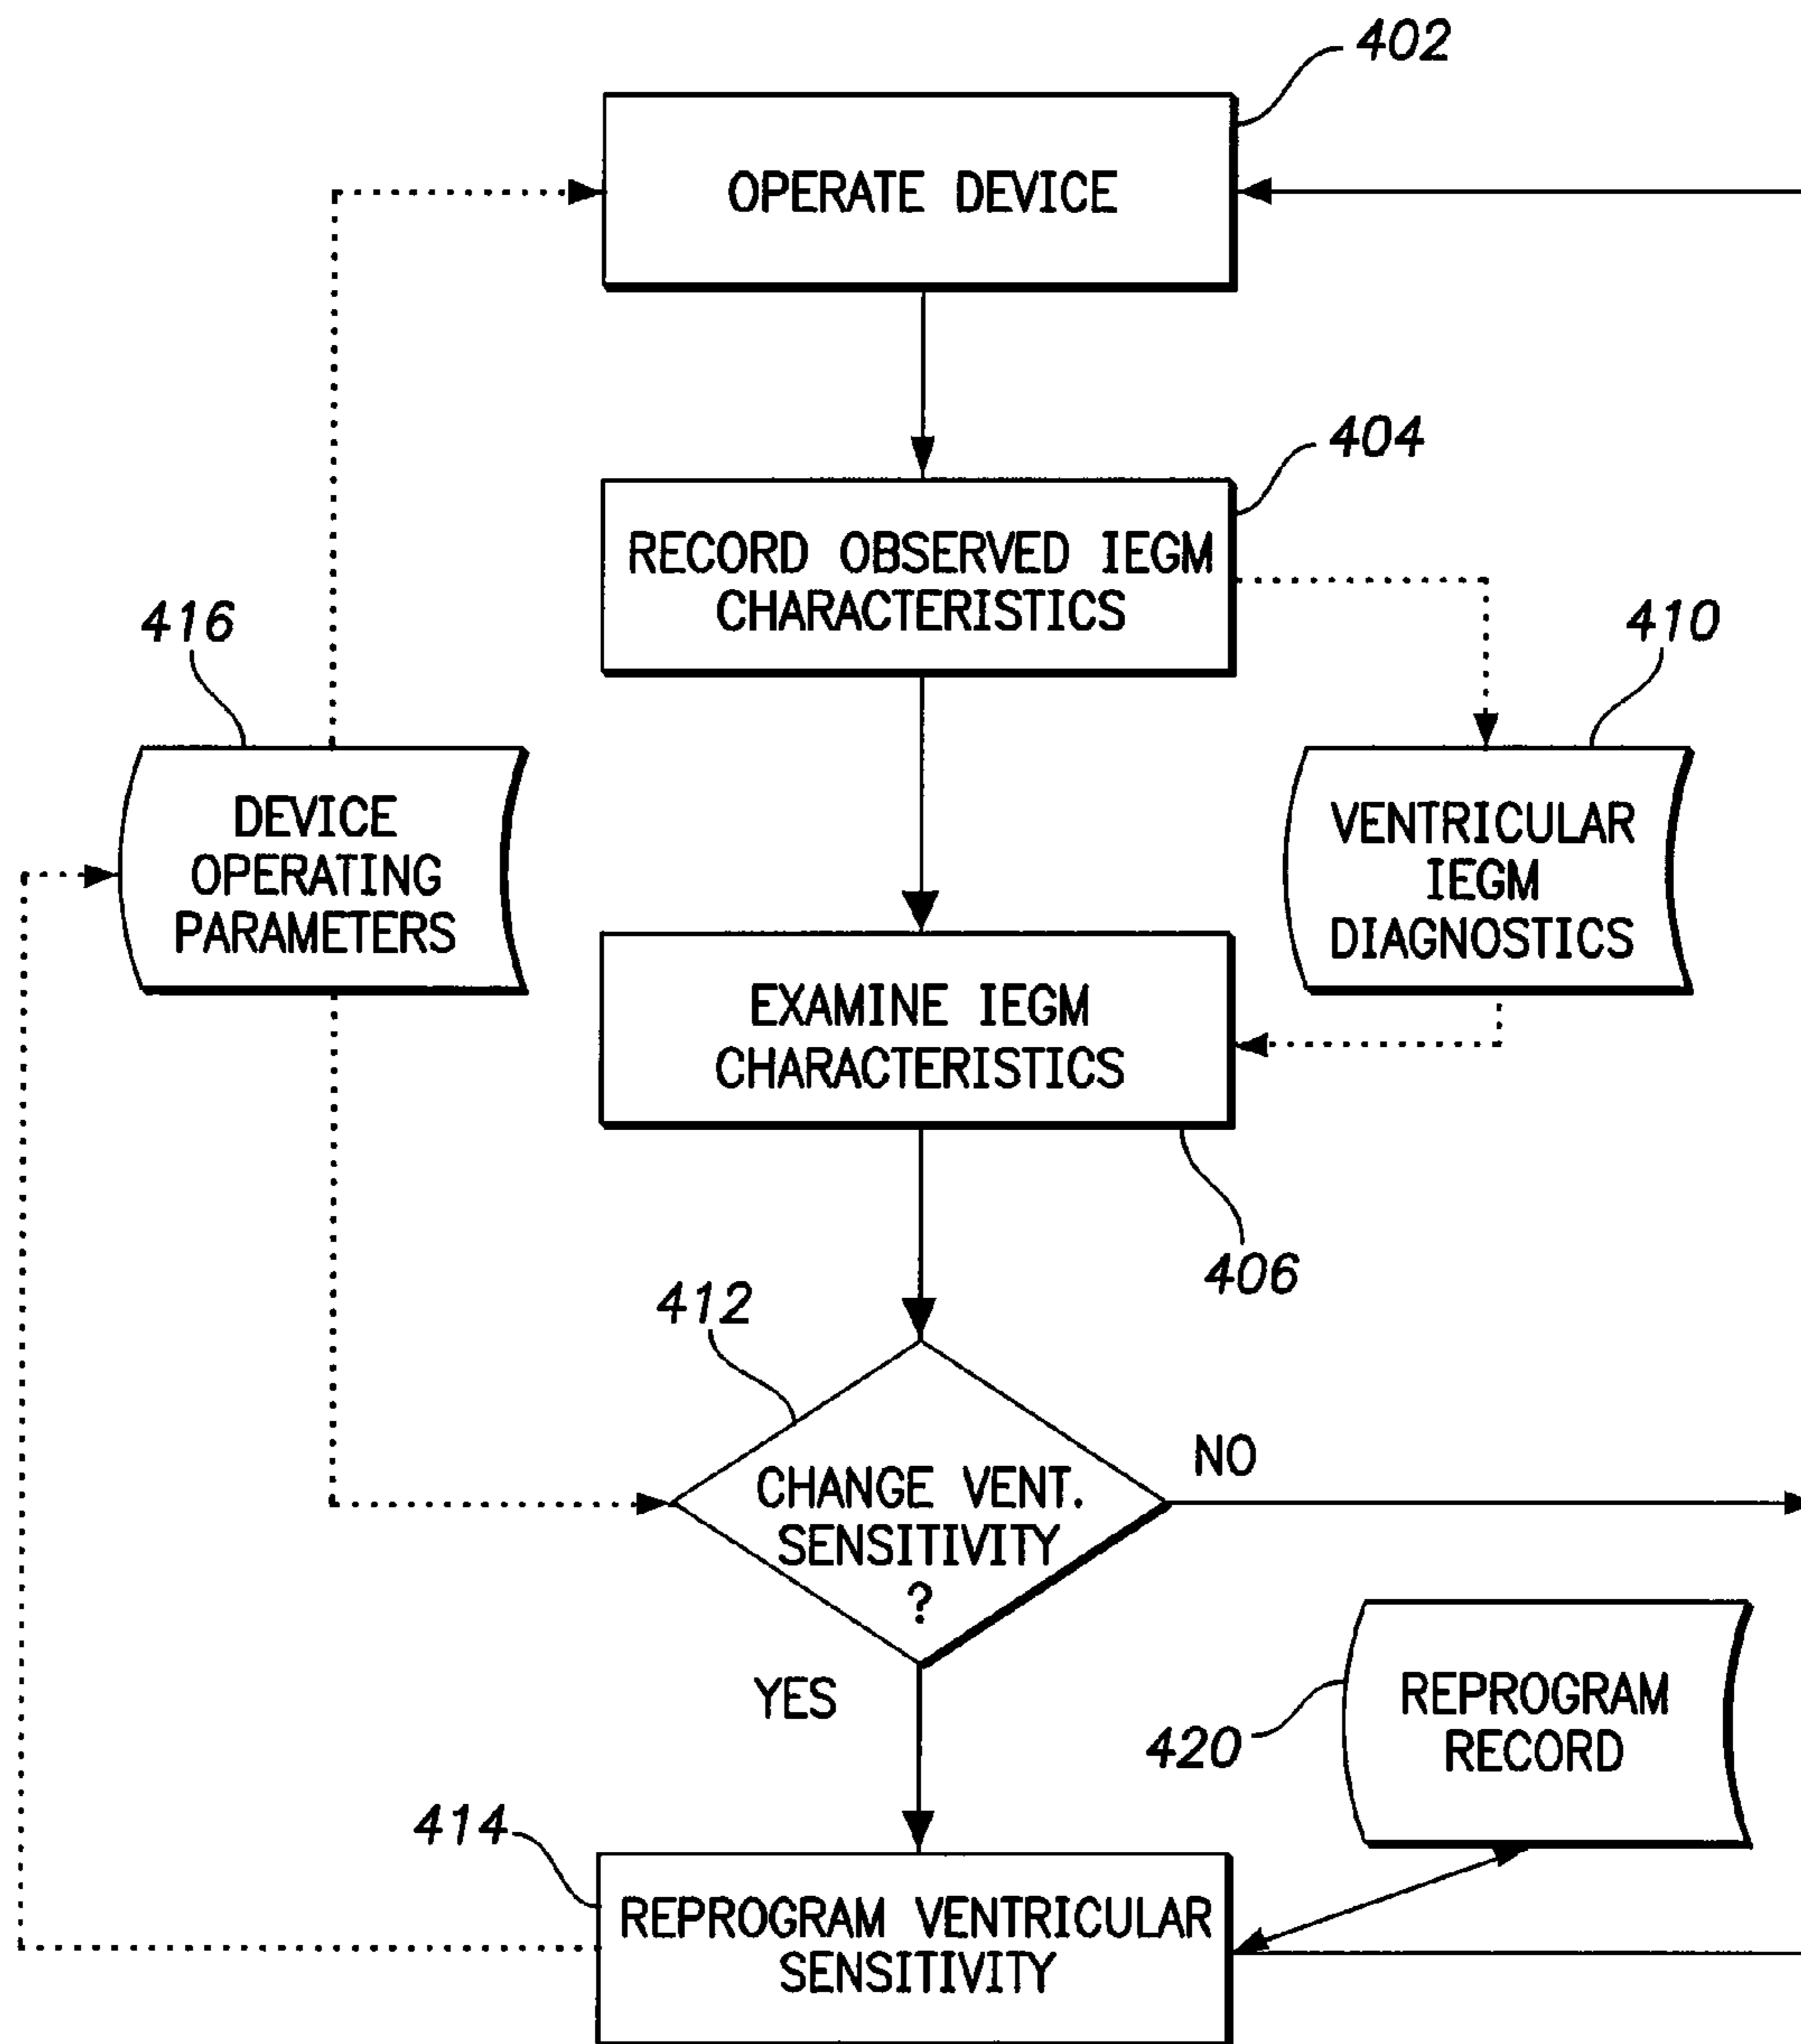 402
OPERATE DEVICE
404
RECORD OBSERVED IEGM
CHARACTERISTICS
416
410
DEVICE
OPERATING
PARAMETERS
VENTRICULAR
IEGM
DIAGNOSTICS
EXAMINE IEGM
CHARACTERISTICS
406
412
NO
CHANGE VENT.
SENSITIVITY
?
YES
REPROGRAM
RECORD
420
414
REPROGRAM VENTRICULAR
SENSITIVITY